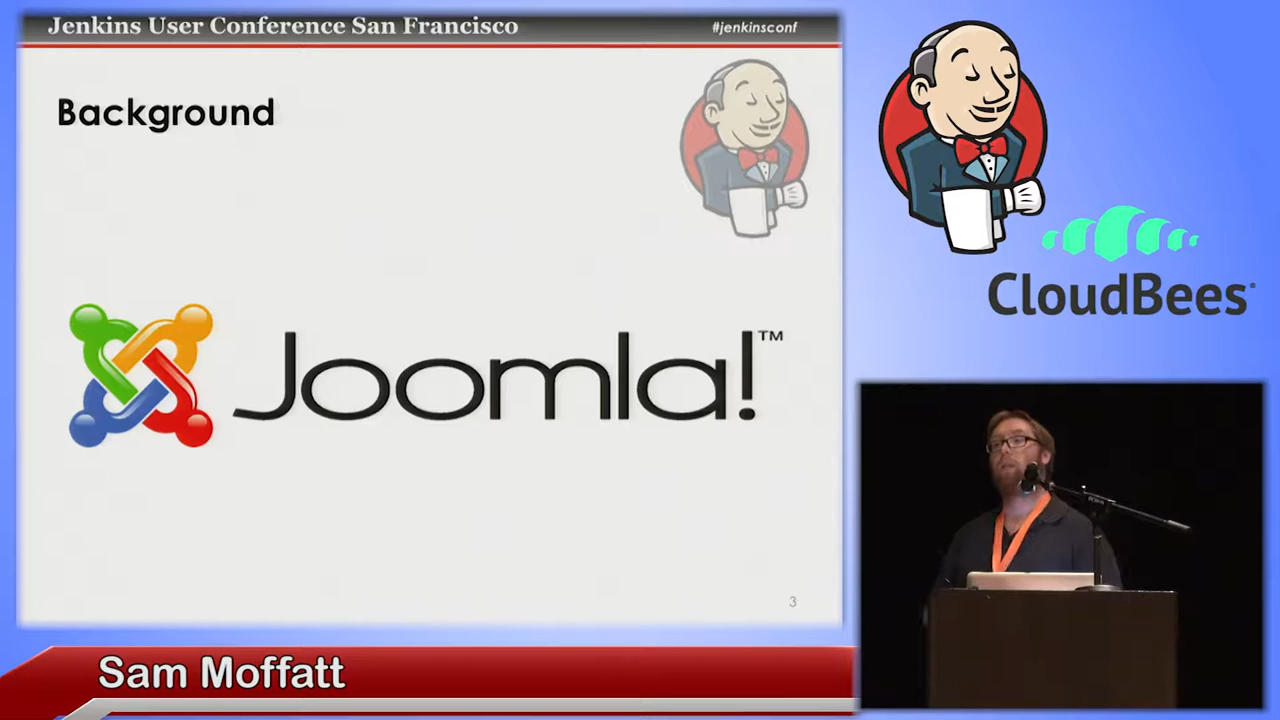 Jenkins User Conference San Francisco
#jenkinsconf
Background
Joomla!™
3
CloudBees
Sam Moffatt